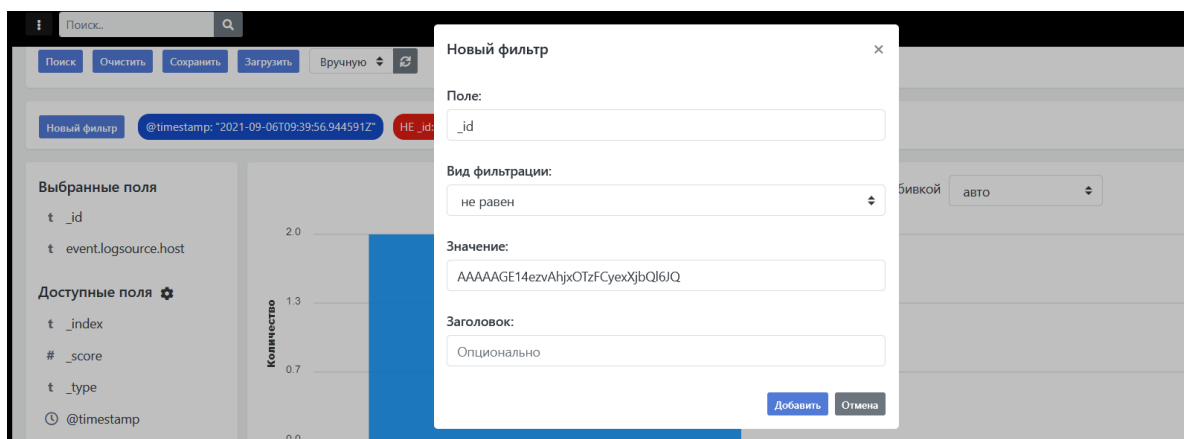 Поиск..
Поиск Очистить Сохранить Загрузить Вручную
Новый фильтр @timestamp: "2021-09-06T09:39:56.944591Z" НЕ _id:
Выбранные поля
t _id
t event.logsource.host
Доступные поля
t _index
# _score
t _type
@timestamp
Количество
2.0
1.3
0.7
0.0
бивкой авто
Новый фильтр ×
Поле:
_id
Вид фильтрации:
не равен
Значение:
AAAAAGE14ezvAhjxOTzFCyexXjbQl6JQ
Заголовок:
Опционально
Добавить Отмена